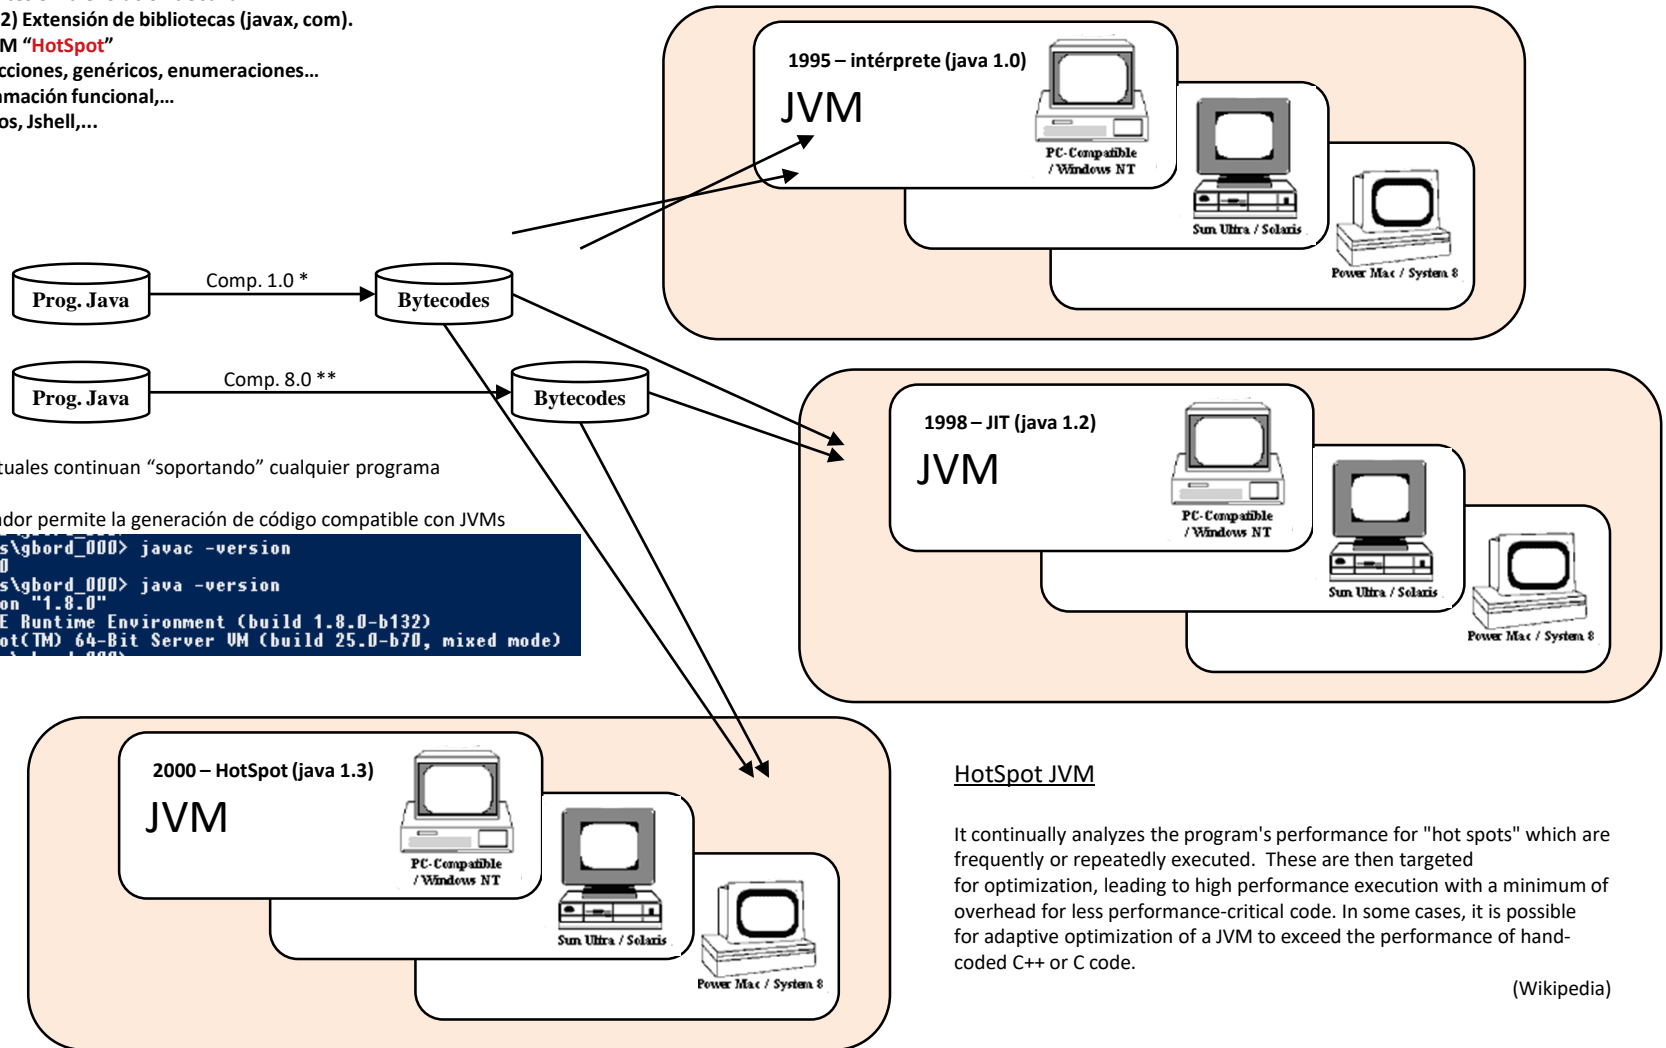 2) Extensión de bibliotecas (javax, com).
M “HotSpot”
cciones, genéricos, enumeraciones…
amación funcional,…
os, Jshell,...
1995 – intérprete (java 1.0)
JVM
PC-Compatible
/ Windows NT
Sun Ultra / Solaris
Power Mac / System 8
Prog. Java
Comp. 1.0 *
Bytecodes
Prog. Java
Comp. 8.0 **
Bytecodes
1998 – JIT (java 1.2)
JVM
PC-Compatible
/ Windows NT
Sun Ultra / Solaris
Power Mac / System 8
tuales continuan “soportando” cualquier programa
ador permite la generación de código compatible con JVMs
s\gbord_000> javac -version
0
s\gbord_000> java -version
on "1.8.0"
E Runtime Environment (build 1.8.0-b132)
ot(TM) 64-Bit Server VM (build 25.0-b70, mixed mode)
2000 – HotSpot (java 1.3)
JVM
PC-Compatible
/ Windows NT
Sun Ultra / Solaris
Power Mac / System 8
HotSpot JVM
It continually analyzes the program's performance for "hot spots" which are
frequently or repeatedly executed. These are then targeted
for optimization, leading to high performance execution with a minimum of
overhead for less performance-critical code. In some cases, it is possible
for adaptive optimization of a JVM to exceed the performance of hand-
coded C++ or C code.
(Wikipedia)